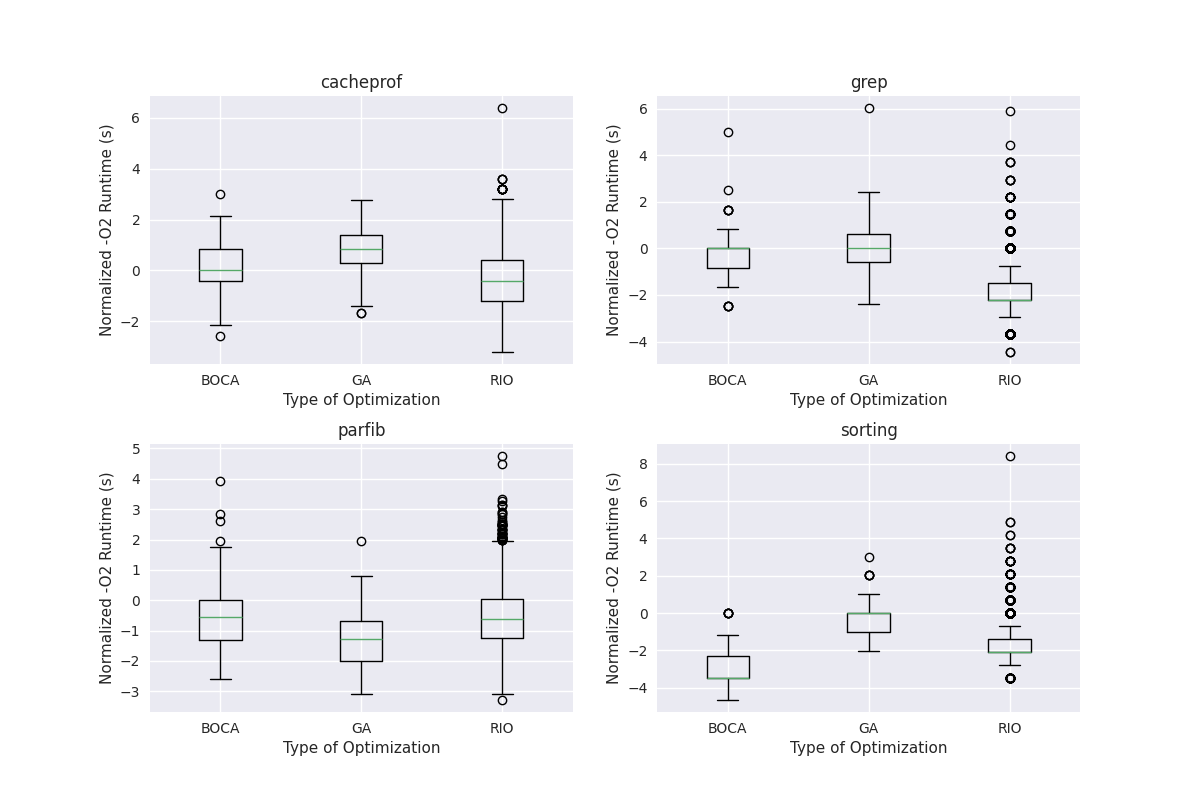 cacheprof
Normalized -O2 Runtime (s)
6
4
2
0
−2
BOCA GA RIO
Type of Optimization
grep
Normalized -O2 Runtime (s)
6
4
2
0
−2
−4
BOCA GA RIO
Type of Optimization
parfib
Normalized -O2 Runtime (s)
5
4
3
2
1
0
−1
−2
−3
BOCA GA RIO
Type of Optimization
sorting
Normalized -O2 Runtime (s)
8
6
4
2
0
−2
−4
BOCA GA RIO
Type of Optimization